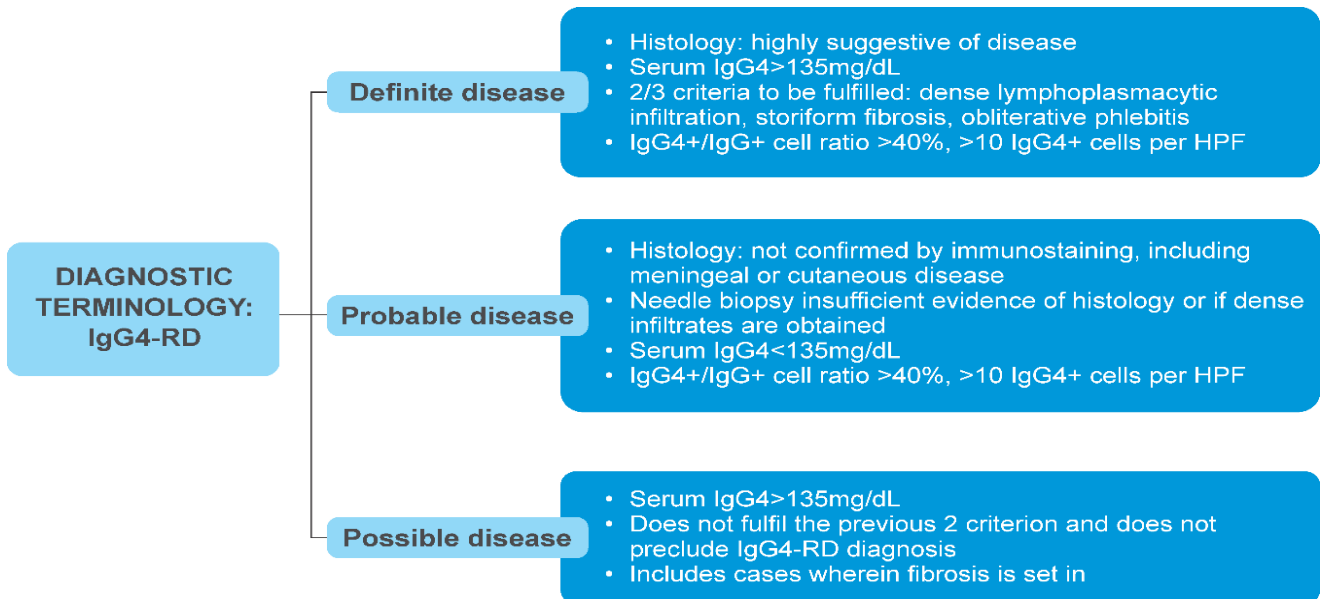 DIAGNOSTIC
TERMINOLOGY:
IgG4-RD
Definite disease
• Histology: highly suggestive of disease
• Serum IgG4>135mg/dL
• 2/3 criteria to be fulfilled: dense lymphoplasmacytic
infiltration, storiform fibrosis, obliterative phlebitis
• IgG4+/IgG+ cell ratio >40%, >10 IgG4+ cells per HPF
Probable disease
• Histology: not confirmed by immunostaining, including
meningeal or cutaneous disease
• Needle biopsy insufficient evidence of histology or if dense
infiltrates are obtained
• Serum IgG4<135mg/dL
• IgG4+/IgG+ cell ratio >40%, >10 IgG4+ cells per HPF
Possible disease
• Serum IgG4>135mg/dL
• Does not fulfil the previous 2 criterion and does not
preclude IgG4-RD diagnosis
• Includes cases wherein fibrosis is set in